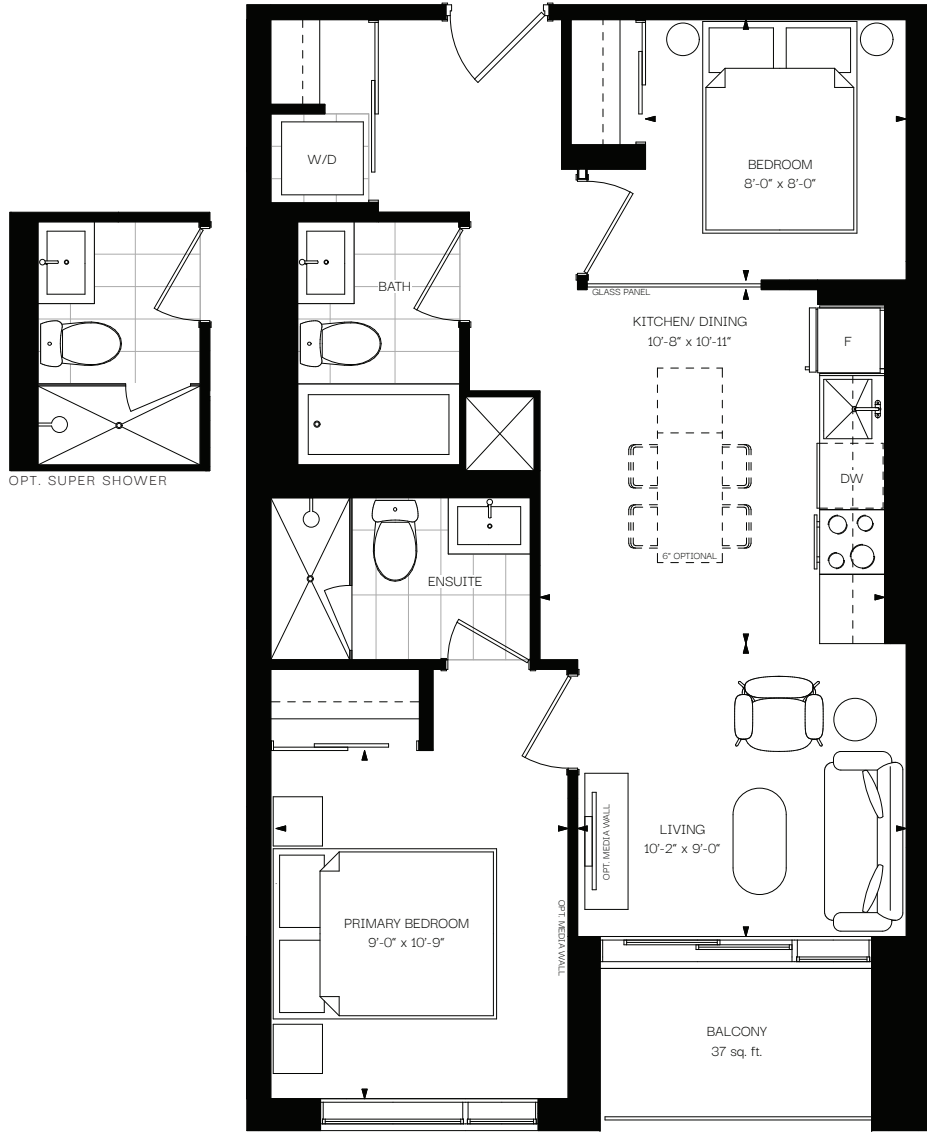 W/D
BEDROOM
8'-0" x 8'-0"
BATH
GLASS PANEL
KITCHEN/ DINING
10'-8" x 10'-11"
F
OPT. SUPER SHOWER
DW
6" OPTIONAL
ENSUITE
OPT. MEDIA WALL
LIVING
10'-2" x 9'-0"
PRIMARY BEDROOM
9'-0" x 10'-9"
OPT. MEDIA WALL
BALCONY
37 sq. ft.